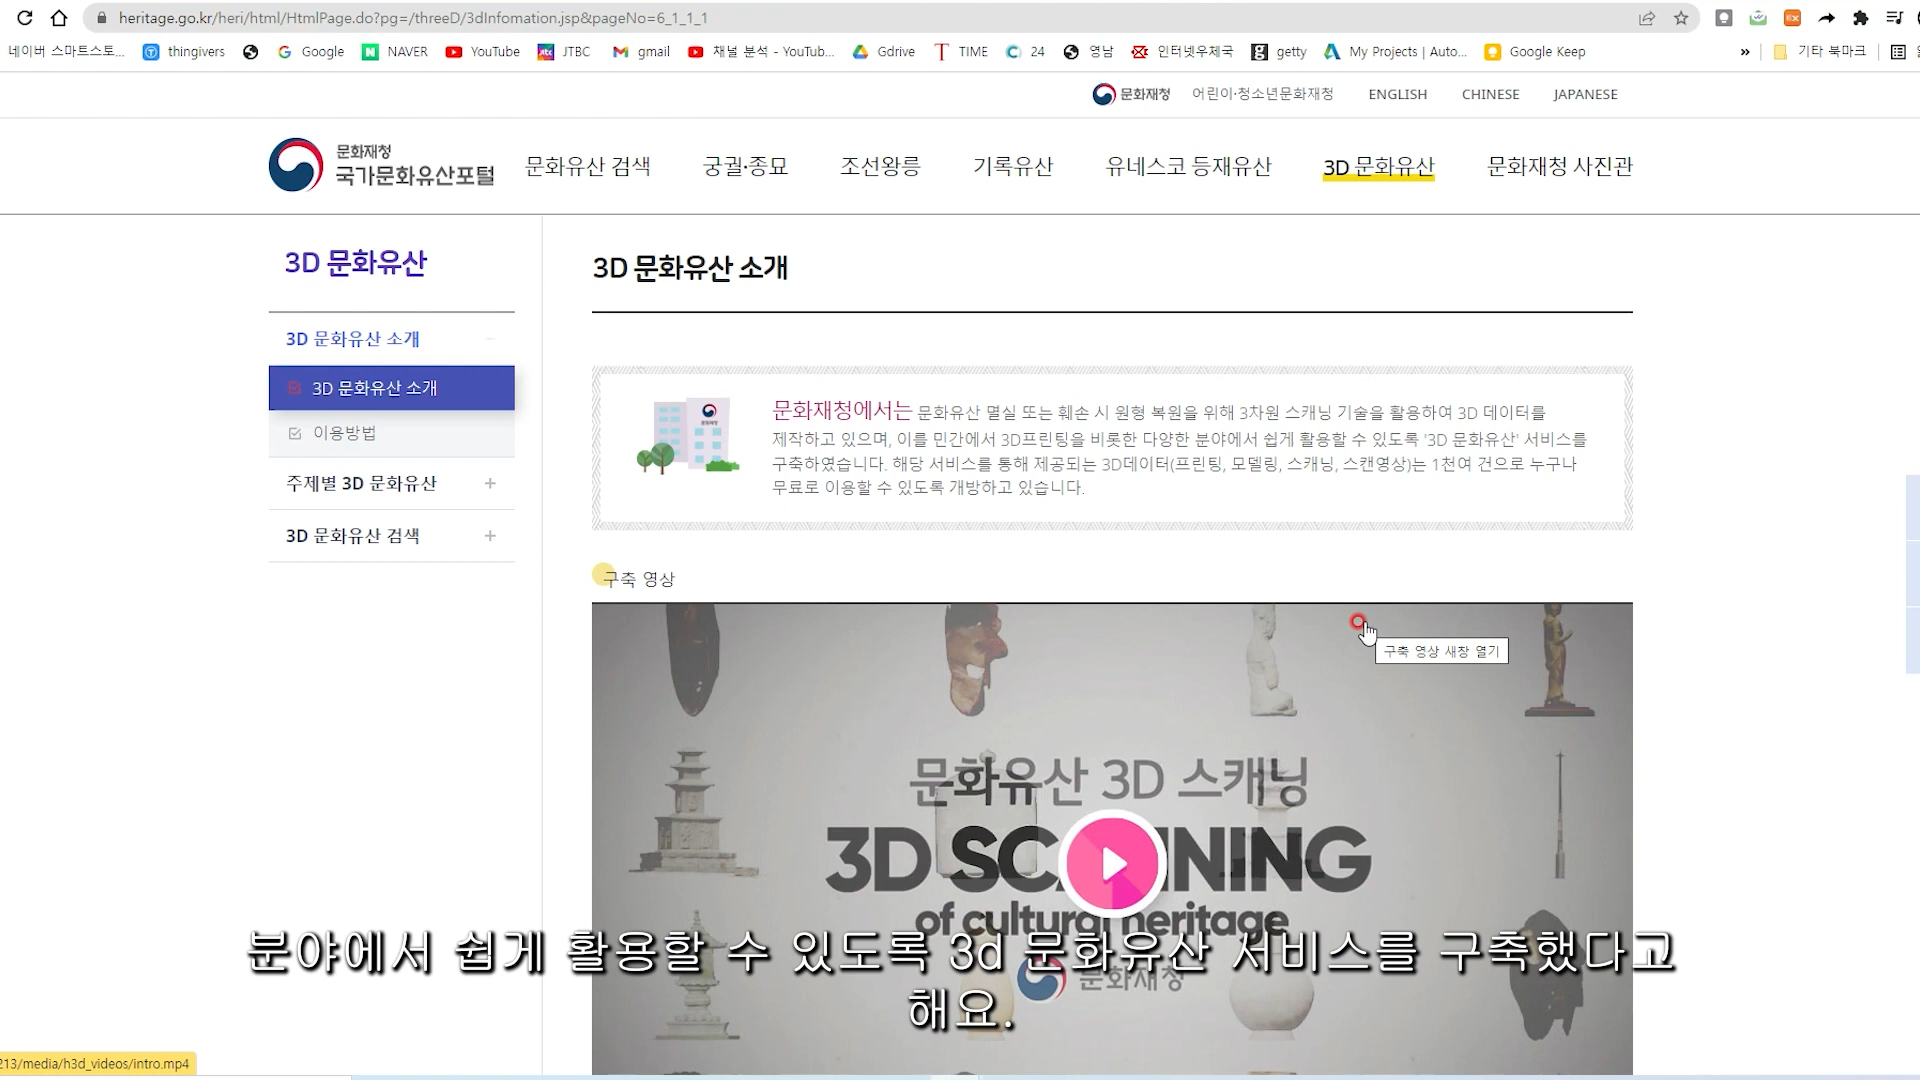 heritage.go.kr/heri/html/HtmlPage.do?pg=/threeD/3dInfomation.jsp&pageNo=6_1_1_1
네이버 스마트스토... thingivers Google NAVER YouTube JTBC gmail 채널 분석 - YouTub... Gdrive TIME 24 영남 인터넷우체국 getty My Projects | Auto... Google Keep » 기타 북마크
문화재청 어린이·청소년문화재청 ENGLISH CHINESE JAPANESE
문화재청
국가문화유산포털 문화유산 검색 궁궐·종묘 조선왕릉 기록유산 유네스코 등재유산 3D 문화유산 문화재청 사진관
3D 문화유산
3D 문화유산 소개
3D 문화유산 소개
이용방법
주제별 3D 문화유산 +
3D 문화유산 검색 +
3D 문화유산 소개
문화재청에서는 문화유산 멸실 또는 훼손 시 원형 복원을 위해 3차원 스캐닝 기술을 활용하여 3D 데이터를
제작하고 있으며, 이를 민간에서 3D프린팅을 비롯한 다양한 분야에서 쉽게 활용할 수 있도록 '3D 문화유산' 서비스를
구축하였습니다. 해당 서비스를 통해 제공되는 3D데이터(프린팅, 모델링, 스캐닝, 스캔영상)는 1천여 건으로 누구나
무료로 이용할 수 있도록 개방하고 있습니다.
구축 영상
구축 영상 새창 열기
문화유산 3D 스캐닝
3D SC NING
of cultural heritage
문화재청
분야에서 쉽게 활용할 수 있도록 3d 문화유산 서비스를 구축했다고
해요.
213/media/h3d_videos/intro.mp4